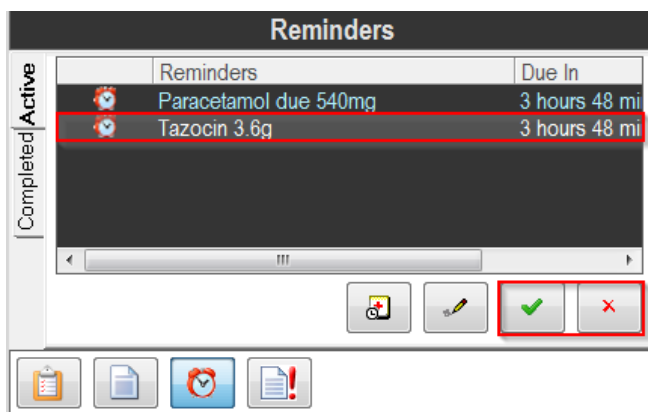 Reminders
Active
Completed
Reminders Due In
Paracetamol due 540mg 3 hours 48 mi
Tazocin 3.6g 3 hours 48 mi